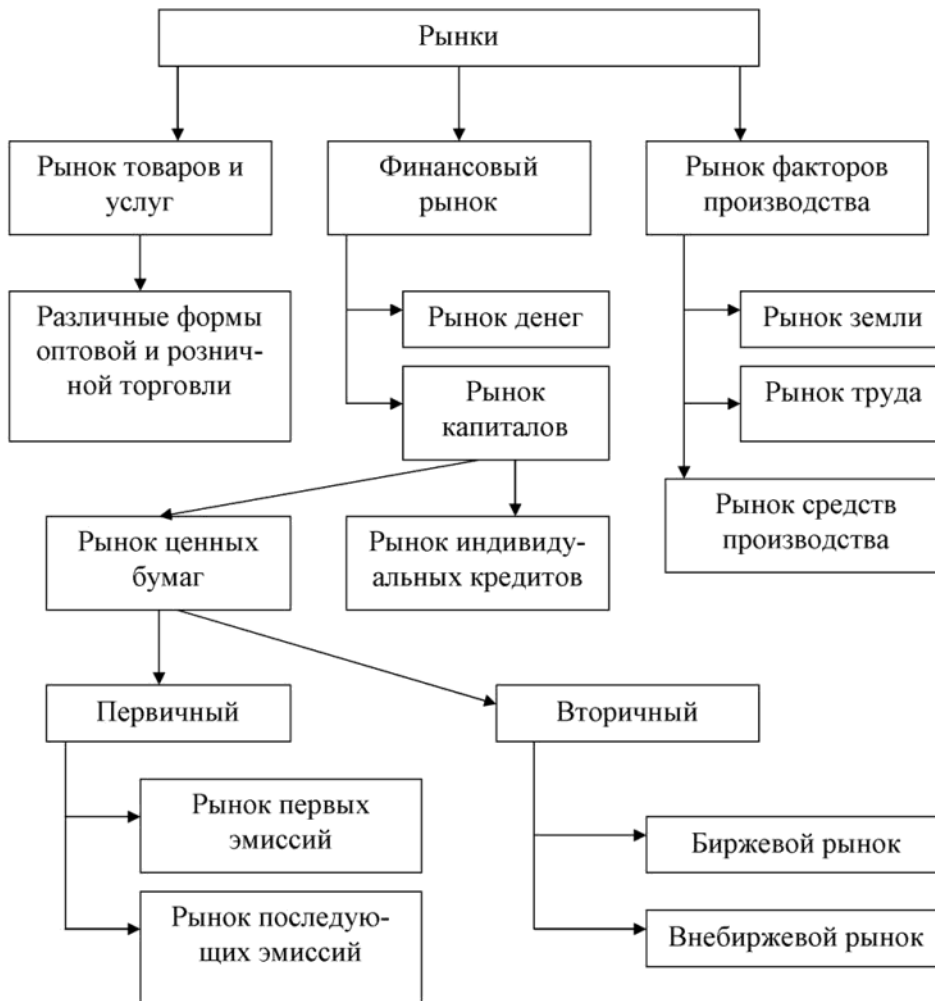 Рынки
Рынок товаров и
услуг
Финансовый
рынок
Рынок факторов
производства
Различные формы
оптовой и рознич-
ной торговли
Рынок денег
Рынок земли
Рынок
капиталов
Рынок труда
Рынок средств
производства
Рынок ценных
бумаг
Рынок индивиду-
альных кредитов
Первичный
Вторичный
Рынок первых
эмиссий
Биржевой рынок
Рынок последую-
щих эмиссий
Внебиржевой рынок